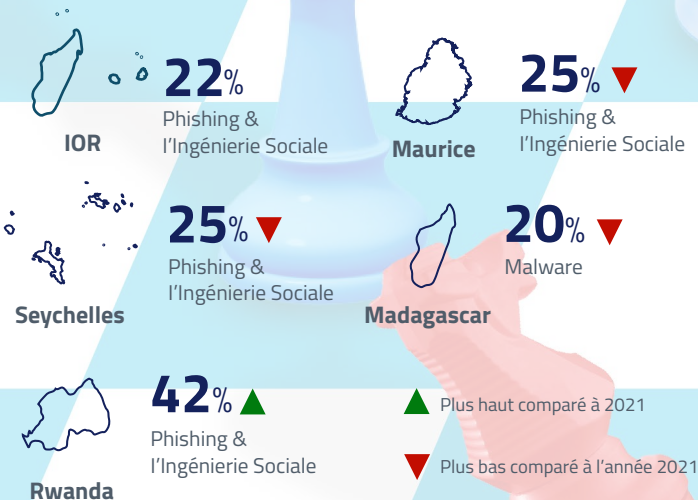 22%
Phishing &
l'Ingénierie Sociale
IOR
25%
Phishing &
l'Ingénierie Sociale
Maurice
25%
Phishing &
l'Ingénierie Sociale
Seychelles
20%
Malware
Madagascar
42%
Phishing &
l'Ingénierie Sociale
Rwanda
Plus haut comparé à 2021
Plus bas comparé à l'année 2021